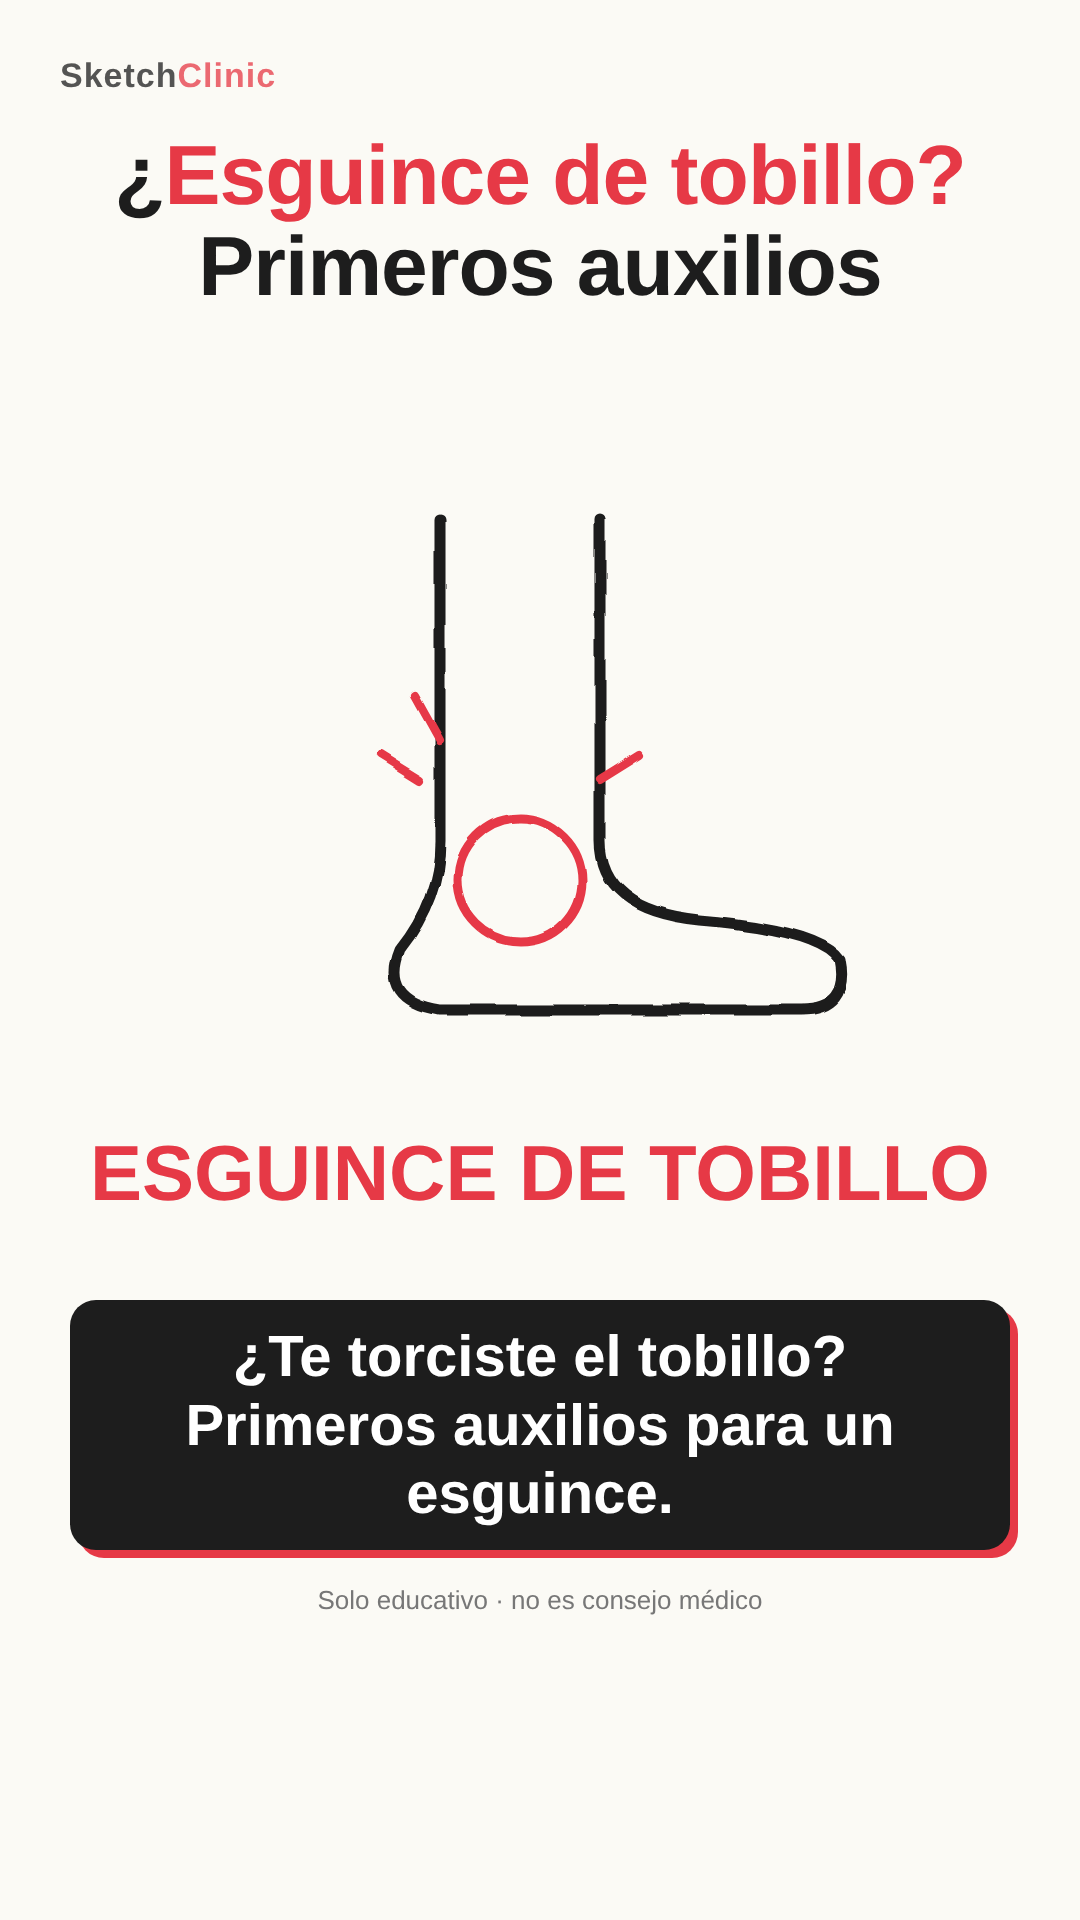 SketchClinic
¿Esguince de tobillo?
Primeros auxilios
ESGUINCE DE TOBILLO
¿Te torciste el tobillo?
Primeros auxilios para un
esguince.
Solo educativo · no es consejo médico